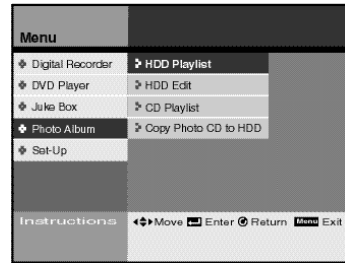 Menu
Digital Recorder
HDD Playlist
DVD Player
HDD Edit
Juke Box
CD Playlist
Photo Album
Copy Photo CD to HDD
Set-Up
Instructions
Move Enter Return Menu Exit